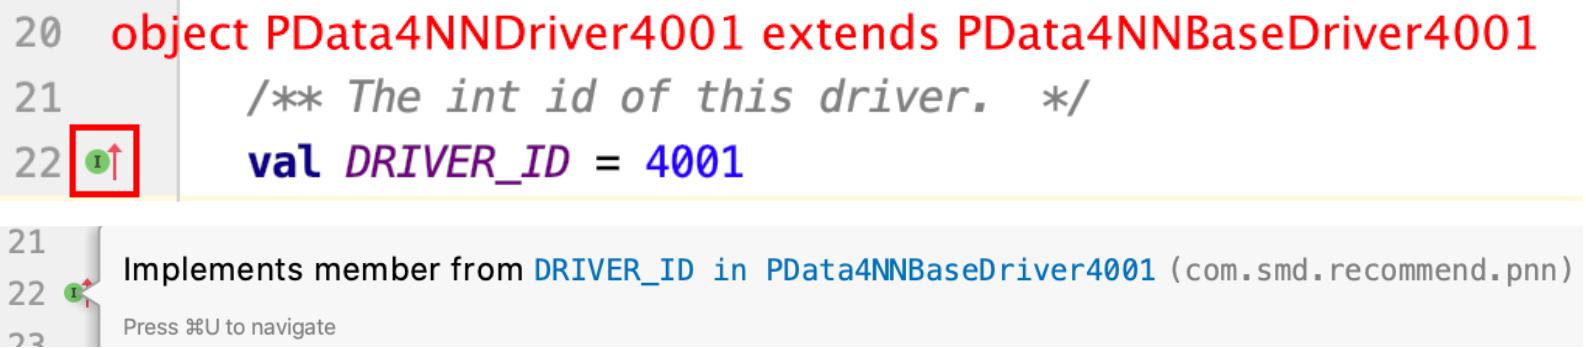 20 object PData4NNDriver4001 extends PData4NNBaseDriver4001
21 /** The int id of this driver.  */
22 I val DRIVER_ID = 4001
21
Implements member from DRIVER_ID in PData4NNBaseDriver4001 (com.smd.recommend.pnn)
22 I
Press ⌘U to navigate
23